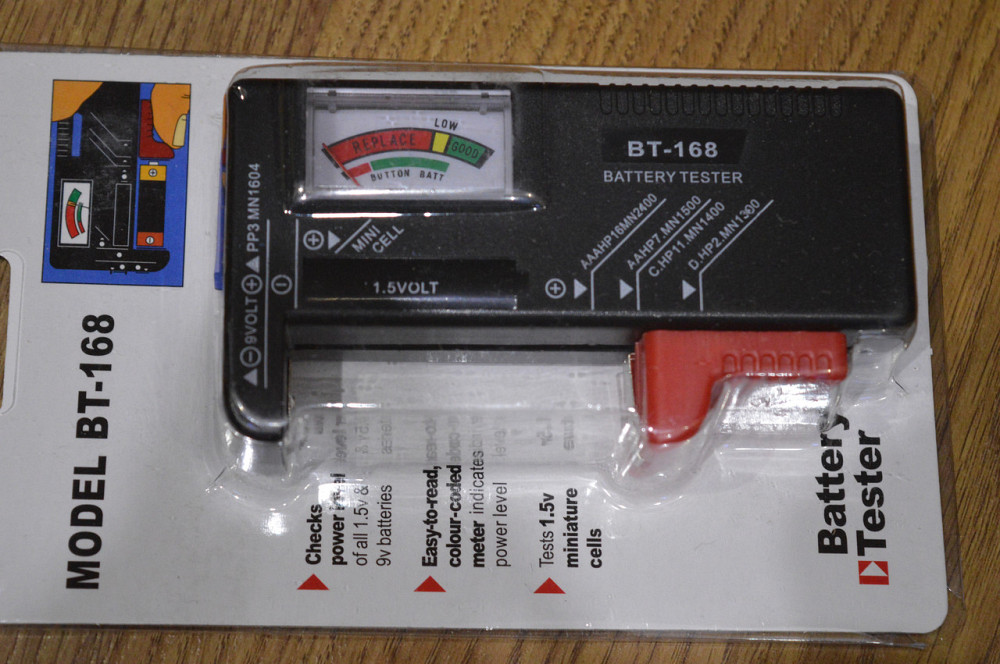 LOW
REPLACE
GOOD
BUTTON BATT
BT-168
BATTERY TESTER
9VOLT PP3 MN1604
MINI
CELL
1.5VOLT
AAAHP16MN2400
AAHP7.MN1500
C.HP11.MN1400
D.HP2.MN1300
MODEL BT-168
Checks
power level
of all 1.5v &
9v batteries
Easy-to-read,
colour-coded
meter indicates
power level
Tests 1.5v
miniature
cells
Battery
Tester